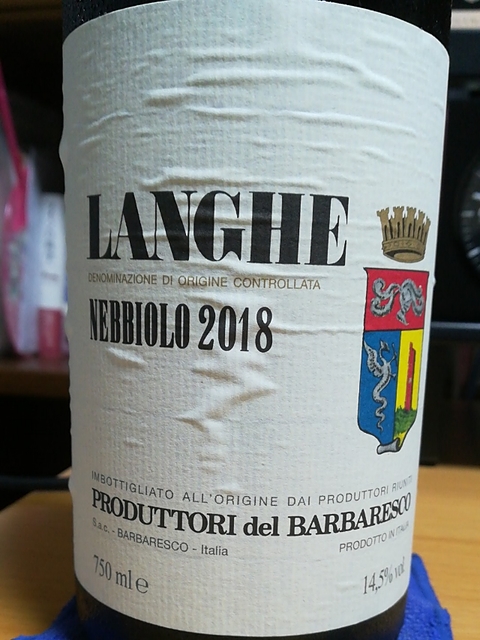 LANGHE
DENOMINAZIONE DI ORIGINE CONTROLLATA
NEBBIOLO 2018
IMBOTTIGLIATO ALL'ORIGINE DAI PRODUTTORI RIUNITI
PRODUTTORI del BARBARESCO
S.a.c. - BARBARESCO - Italia
PRODOTTO IN ITALIA
750 ml e
14,5% vol.